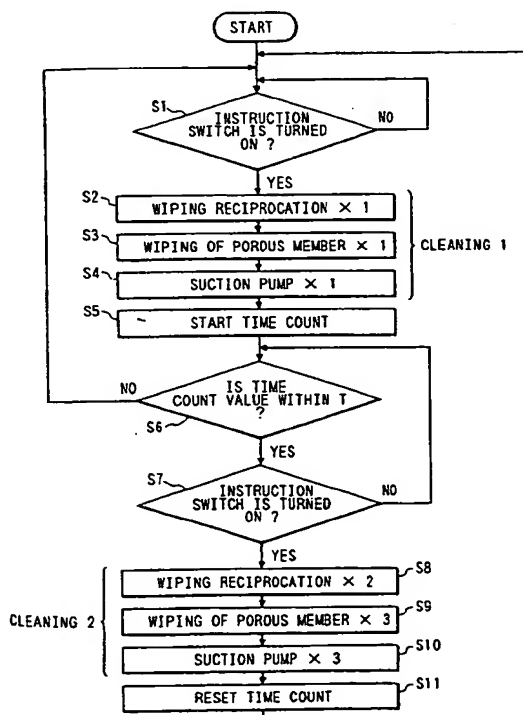 START
S1
INSTRUCTION
SWITCH IS TURNED
ON ?
NO
YES
S2
WIPING RECIPROCATION × 1
S3
WIPING OF POROUS MEMBER × 1
CLEANING 1
S4
SUCTION PUMP × 1
S5
START TIME COUNT
NO
IS TIME
COUNT VALUE WITHIN T
?
S6
YES
S7
INSTRUCTION
SWITCH IS TURNED
ON ?
NO
YES
WIPING RECIPROCATION × 2
S8
CLEANING 2
WIPING OF POROUS MEMBER × 3
S9
SUCTION PUMP × 3
S10
RESET TIME COUNT
S11